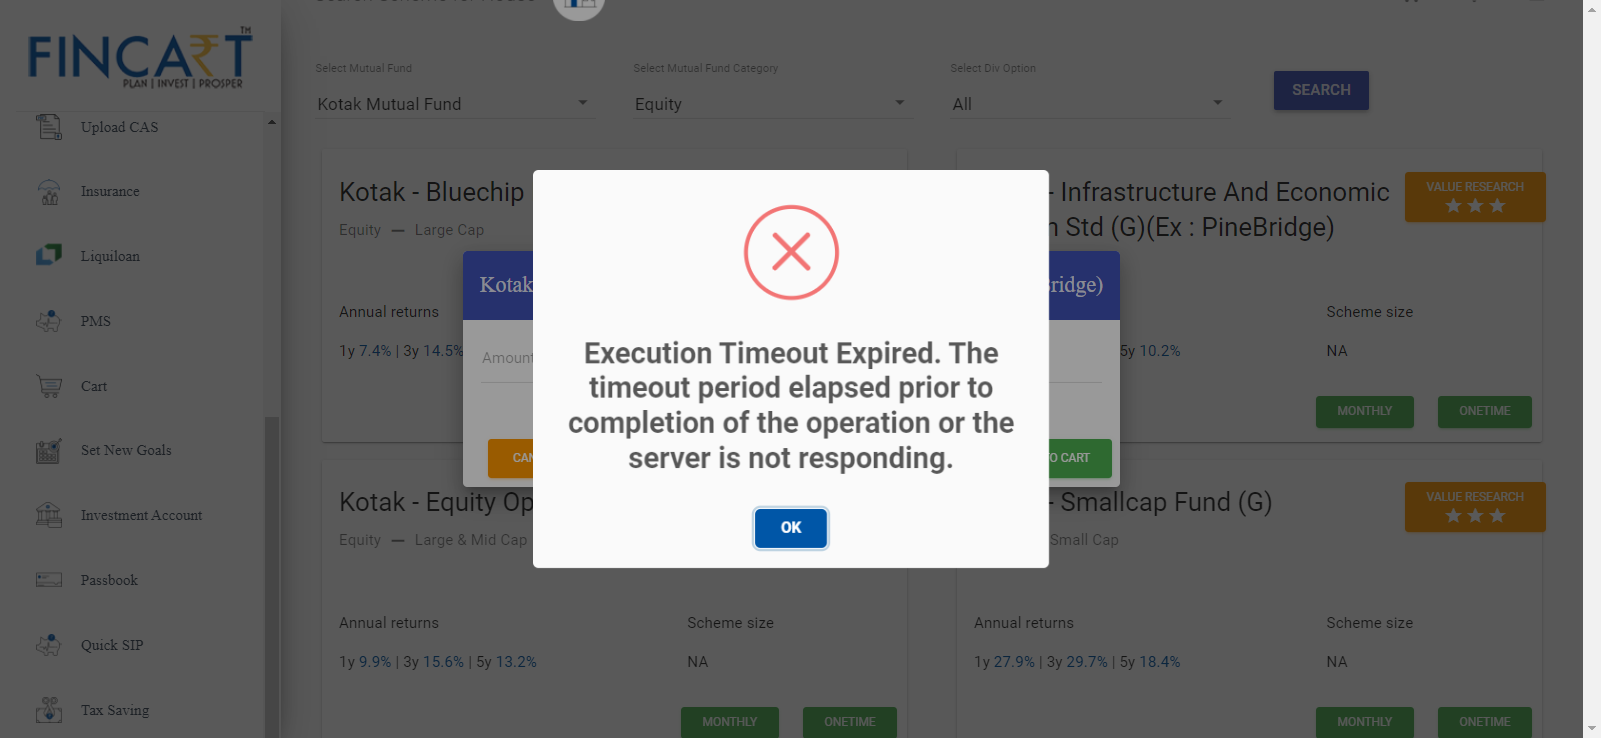 FINCART TM
PLAN | INVEST | PROSPER
Upload CAS
Insurance
Liquiloan
PMS
Cart
Set New Goals
Investment Account
Passbook
Quick SIP
Tax Saving
Select Mutual Fund
Kotak Mutual Fund
Select Mutual Fund Category
Equity
Select Div Option
All
SEARCH
Kotak - Bluechip
Equity — Large Cap
Annual returns
1y 7.4% | 3y 14.5%
- Infrastructure And Economic
Std (G)(Ex : PineBridge)
VALUE RESEARCH
Scheme size
5y 10.2%
NA
MONTHLY
ONETIME
Kotak
ridge)
Amount
CAN
O CART
Execution Timeout Expired. The
timeout period elapsed prior to
completion of the operation or the
server is not responding.
OK
Kotak - Equity Op
Equity — Large & Mid Cap
Annual returns
Scheme size
1y 9.9% | 3y 15.6% | 5y 13.2%
NA
MONTHLY
ONETIME
- Smallcap Fund (G)
Small Cap
VALUE RESEARCH
Annual returns
Scheme size
1y 27.9% | 3y 29.7% | 5y 18.4%
NA
MONTHLY
ONETIME